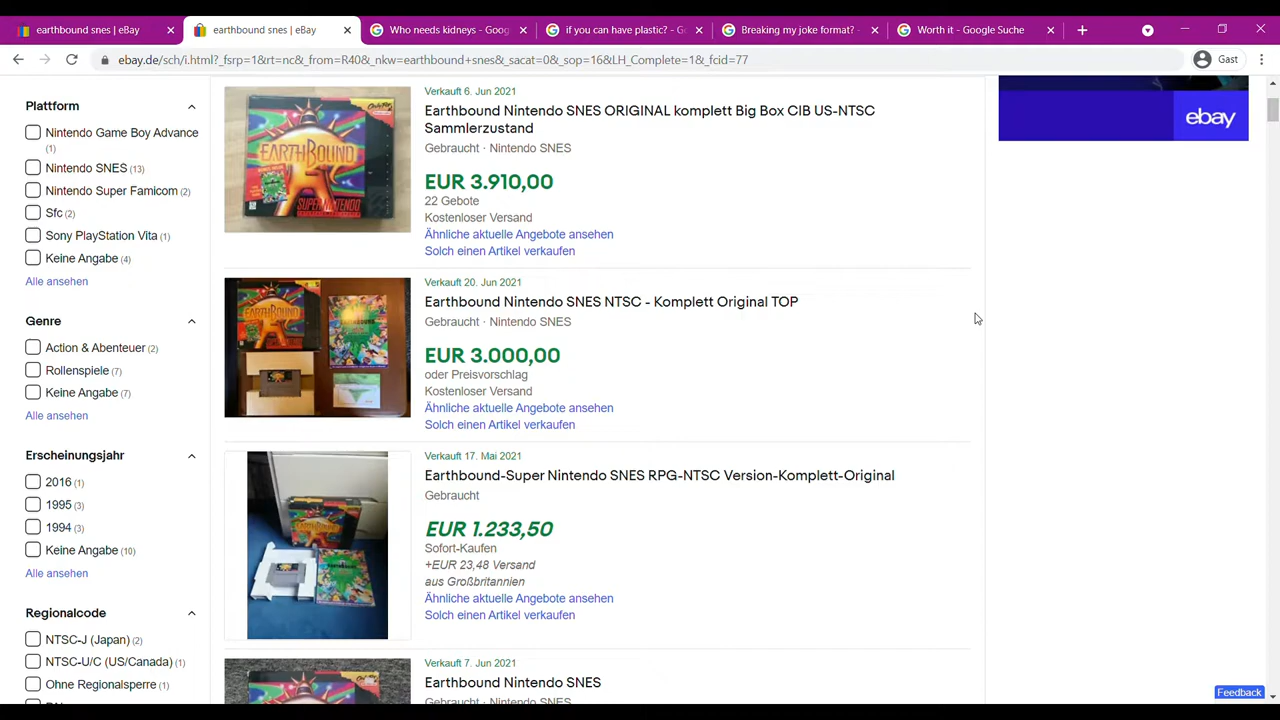 earthbound snes | eBay
earthbound snes | eBay
Who needs kidneys - Goog
if you can have plastic? - G
Breaking my joke format? -
Worth it - Google Suche
ebay.de/sch/i.html?_fsrp=1&rt=nc&_from=R40&_nkw=earthbound+snes&_sacat=0&_sop=16&LH_Complete=1&_fcid=77
Gast
Plattform
Nintendo Game Boy Advance
(1)
Nintendo SNES (13)
Nintendo Super Famicom (2)
Sfc (2)
Sony PlayStation Vita (1)
Keine Angabe (4)
Alle ansehen
Genre
Action & Abenteuer (2)
Rollenspiele (7)
Keine Angabe (7)
Alle ansehen
Erscheinungsjahr
2016 (1)
1995 (3)
1994 (3)
Keine Angabe (10)
Alle ansehen
Regionalcode
NTSC-J (Japan) (2)
NTSC-U/C (US/Canada) (1)
Ohne Regionalsperre (1)
EARTHBOUND
SUPER NINTENDO
Verkauft 6. Jun 2021
Earthbound Nintendo SNES ORIGINAL komplett Big Box CIB US-NTSC
Sammlerzustand
Gebraucht · Nintendo SNES
EUR 3.910,00
22 Gebote
Kostenloser Versand
Ähnliche aktuelle Angebote ansehen
Solch einen Artikel verkaufen
EARTHBOUND
Verkauft 20. Jun 2021
Earthbound Nintendo SNES NTSC - Komplett Original TOP
Gebraucht · Nintendo SNES
EUR 3.000,00
oder Preisvorschlag
Kostenloser Versand
Ähnliche aktuelle Angebote ansehen
Solch einen Artikel verkaufen
EARTHBOUND
Verkauft 17. Mai 2021
Earthbound-Super Nintendo SNES RPG-NTSC Version-Komplett-Original
Gebraucht
EUR 1.233,50
Sofort-Kaufen
+EUR 23,48 Versand
aus Großbritannien
Ähnliche aktuelle Angebote ansehen
Solch einen Artikel verkaufen
Verkauft 7. Jun 2021
Earthbound Nintendo SNES
Gebraucht · Nintendo SNES
ebay
Feedback